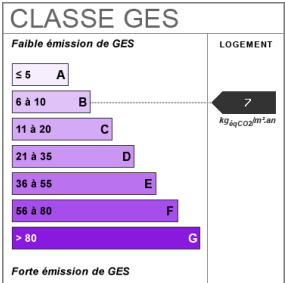 CLASSE GES
Faible émission de GES
LOGEMENT
≤ 5 A
6 à 10 B
7
kgéqCO2/m².an
11 à 20 C
21 à 35 D
36 à 55 E
56 à 80 F
> 80 G
Forte émission de GES